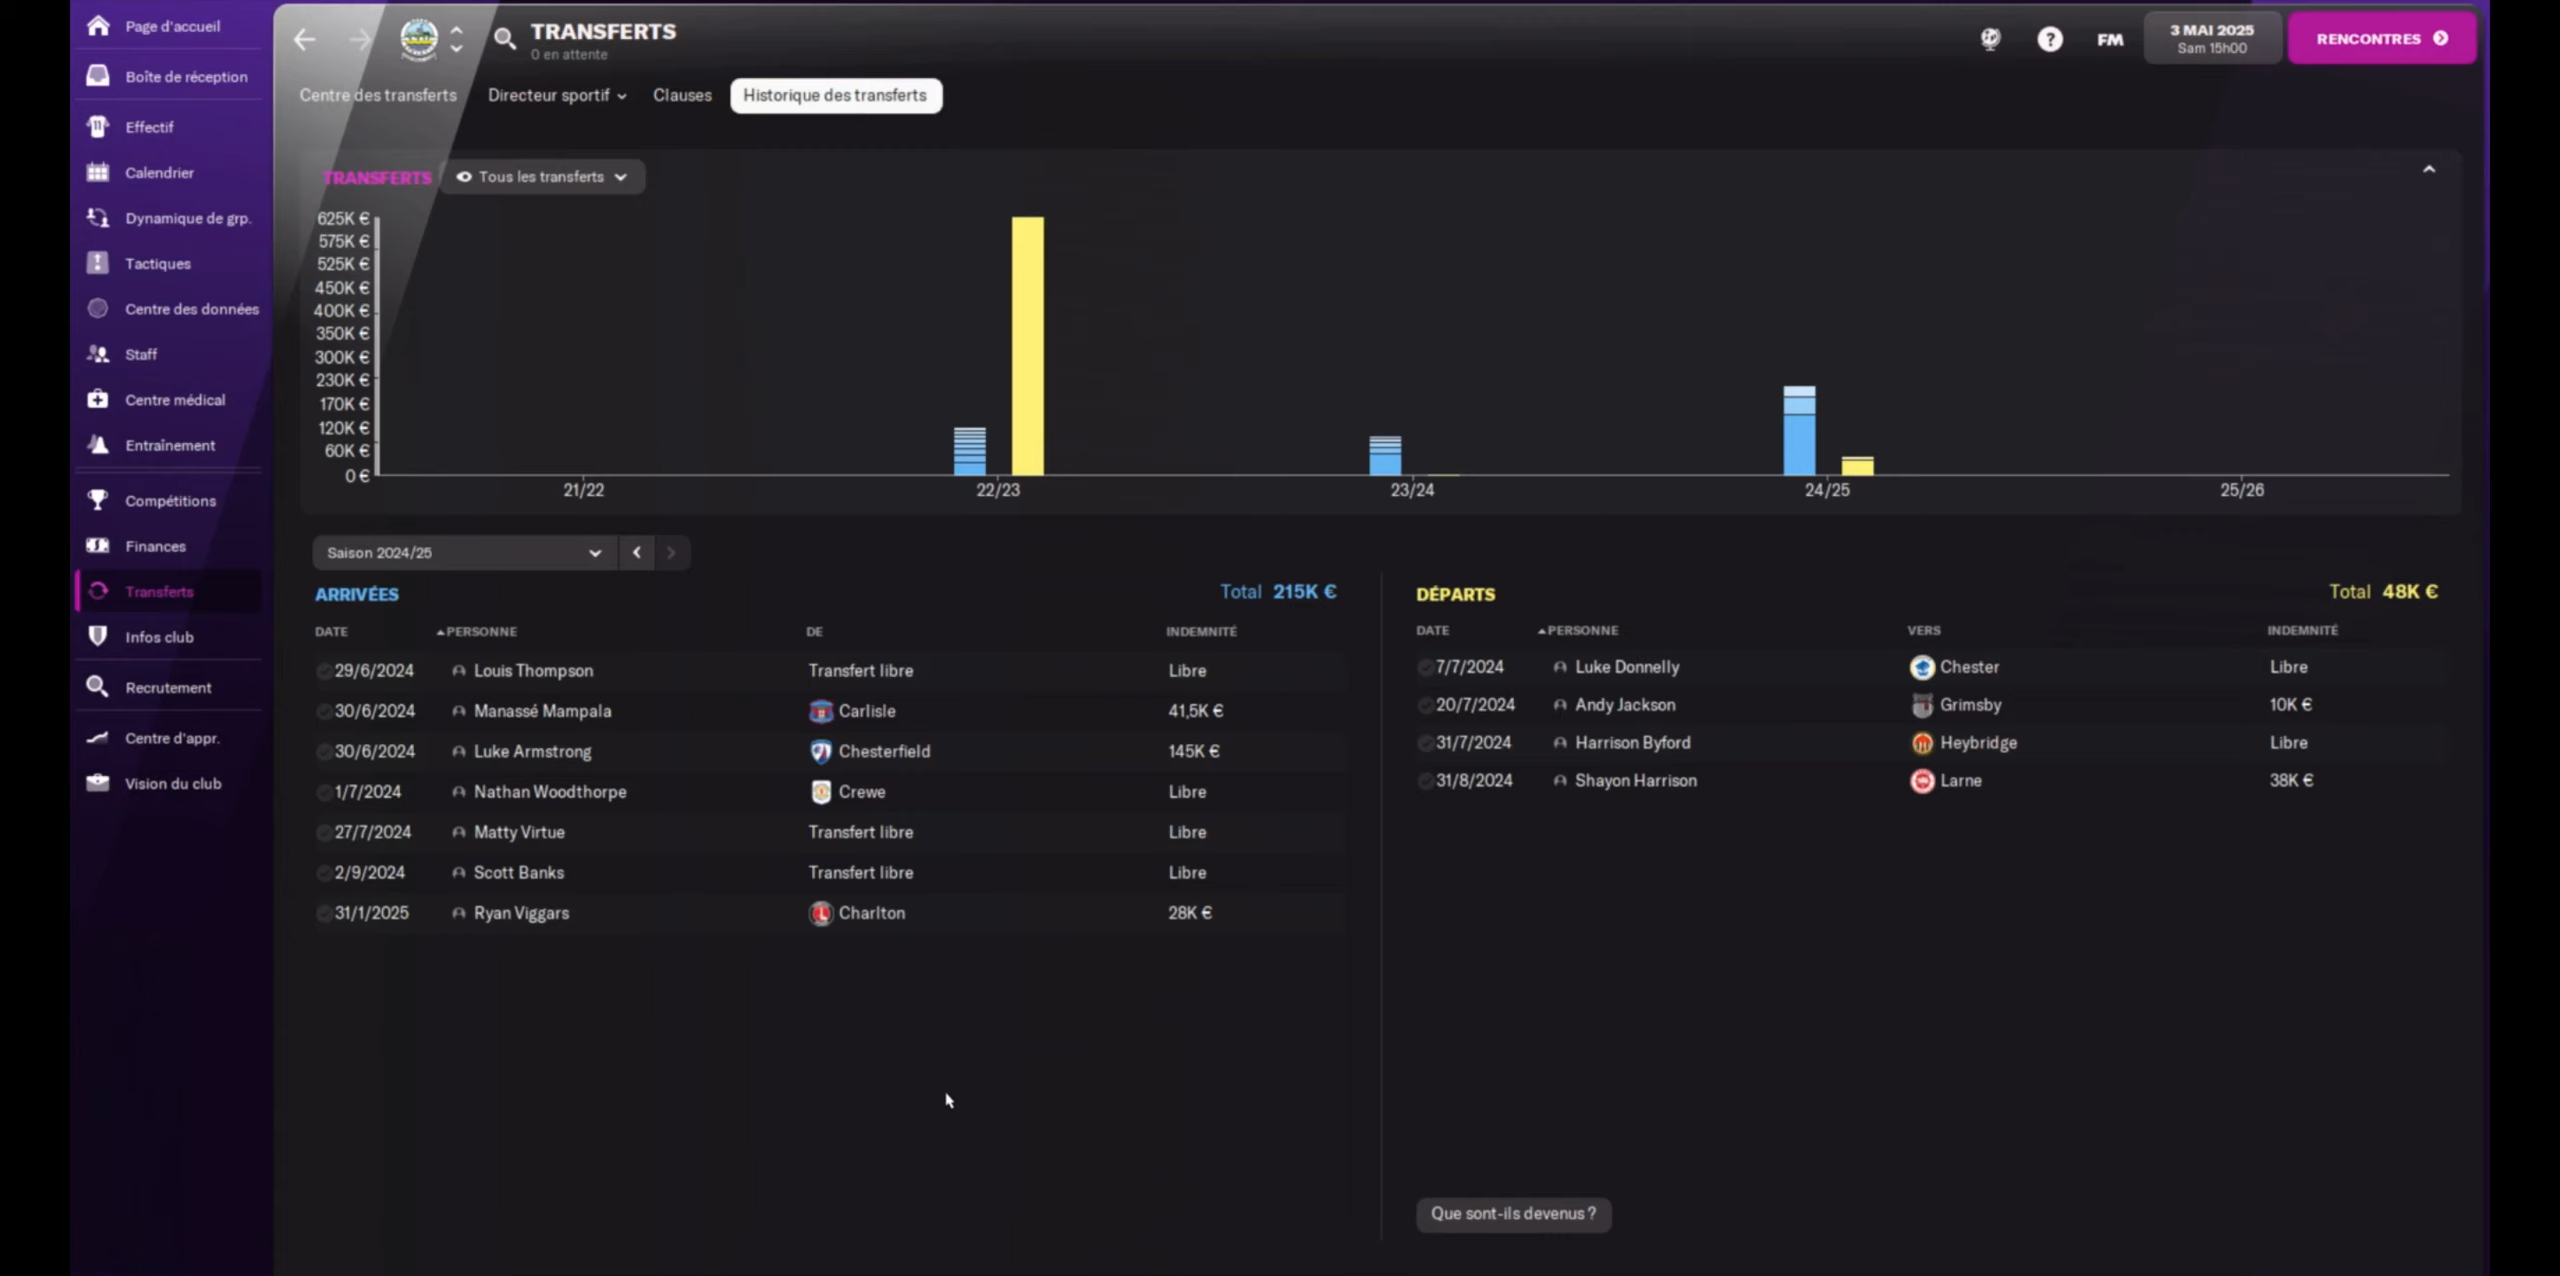 Page d'accueil
Boîte de réception
Effectif
Calendrier
Dynamique de grp.
Tactiques
Centre des données
Staff
Centre médical
Entraînement
Compétitions
Finances
Transferts
Infos club
Recrutement
Centre d'appr.
Vision du club
TRANSFERTS
0 en attente
FM
3 MAI 2025
Sam 15h00
RENCONTRES
Centre des transferts Directeur sportif Clauses Historique des transferts
TRANSFERTS Tous les transferts
625K €
575K €
525K €
450K €
400K €
350K €
300K €
230K €
170K €
120K €
60K €
0 €
21/22 22/23 23/24 24/25 25/26
Saison 2024/25
ARRIVÉES Total 215K €
DATE PERSONNE DE INDEMNITÉ
29/6/2024 Louis Thompson Transfert libre Libre
30/6/2024 Manassé Mampala Carlisle 41,5K €
30/6/2024 Luke Armstrong Chesterfield 145K €
1/7/2024 Nathan Woodthorpe Crewe Libre
27/7/2024 Matty Virtue Transfert libre Libre
2/9/2024 Scott Banks Transfert libre Libre
31/1/2025 Ryan Viggars Charlton 28K €
DÉPARTS Total 48K €
DATE PERSONNE VERS INDEMNITÉ
7/7/2024 Luke Donnelly Chester Libre
20/7/2024 Andy Jackson Grimsby 10K €
31/7/2024 Harrison Byford Heybridge Libre
31/8/2024 Shayon Harrison Larne 38K €
Que sont-ils devenus ?